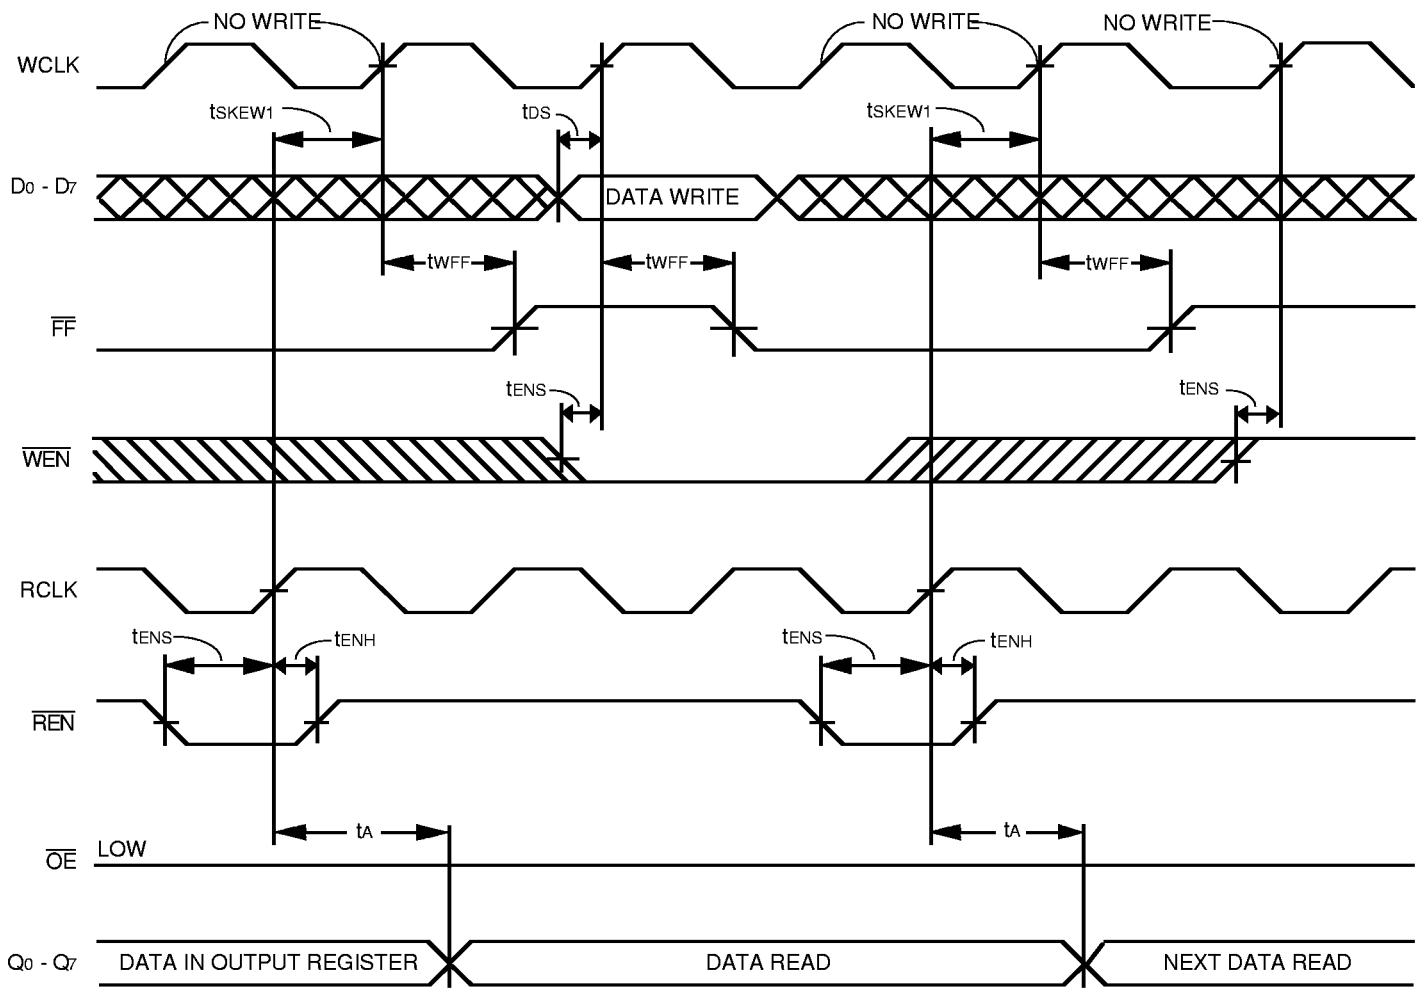 NO WRITE
NO WRITE
NO WRITE
WCLK
tSKEW1
tDS
tSKEW1
D0 - D7
DATA WRITE
tWFF
tWFF
tWFF
FF
tENS
tENS
WEN
RCLK
tENS
tENH
tENS
tENH
REN
tA
tA
OE
LOW
Q0 - Q7
DATA IN OUTPUT REGISTER
DATA READ
NEXT DATA READ